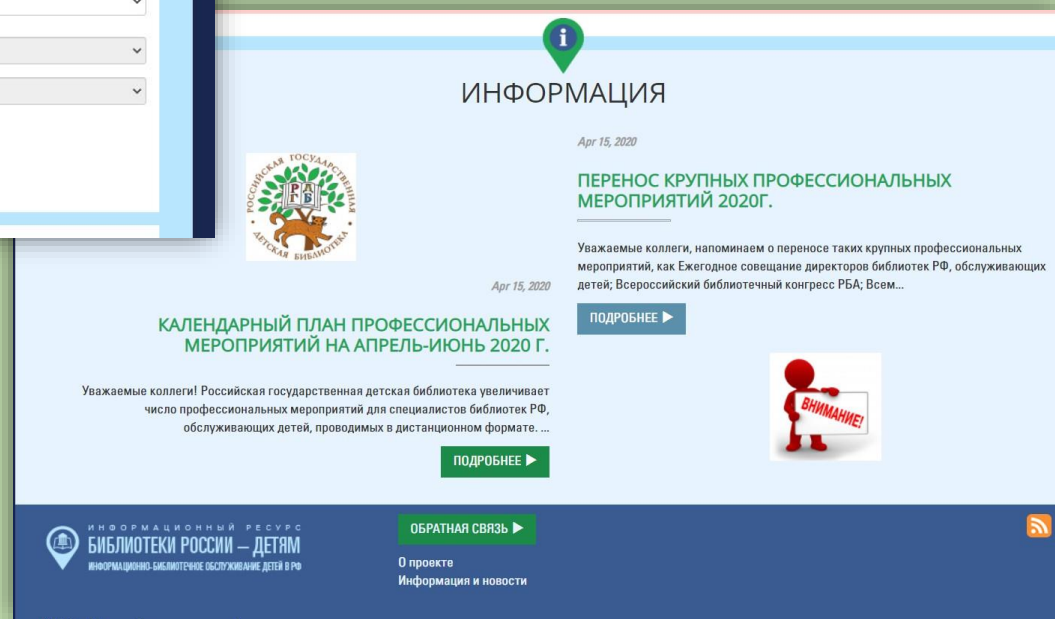 i
ИНФОРМАЦИЯ
РОССИЙСКАЯ ГОСУДАРСТВЕННАЯ
РГДБ
ДЕТСКАЯ БИБЛИОТЕКА
Apr 15, 2020
КАЛЕНДАРНЫЙ ПЛАН ПРОФЕССИОНАЛЬНЫХ
МЕРОПРИЯТИЙ НА АПРЕЛЬ-ИЮНЬ 2020 Г.
Уважаемые коллеги! Российская государственная детская библиотека увеличивает
число профессиональных мероприятий для специалистов библиотек РФ,
обслуживающих детей, проводимых в дистанционном формате. ...
ПОДРОБНЕЕ ▶
Apr 15, 2020
ПЕРЕНОС КРУПНЫХ ПРОФЕССИОНАЛЬНЫХ
МЕРОПРИЯТИЙ 2020Г.
Уважаемые коллеги, напоминаем о переносе таких крупных профессиональных
мероприятий, как Ежегодное совещание директоров библиотек РФ, обслуживающих
детей; Всероссийский библиотечный конгресс РБА; Всем...
ПОДРОБНЕЕ ▶
ВНИМАНИЕ!
ИНФОРМАЦИОННЫЙ РЕСУРС
БИБЛИОТЕКИ РОССИИ — ДЕТЯМ
ИНФОРМАЦИОННО-БИБЛИОТЕЧНОЕ ОБСЛУЖИВАНИЕ ДЕТЕЙ В РФ
ОБРАТНАЯ СВЯЗЬ ▶
О проекте
Информация и новости